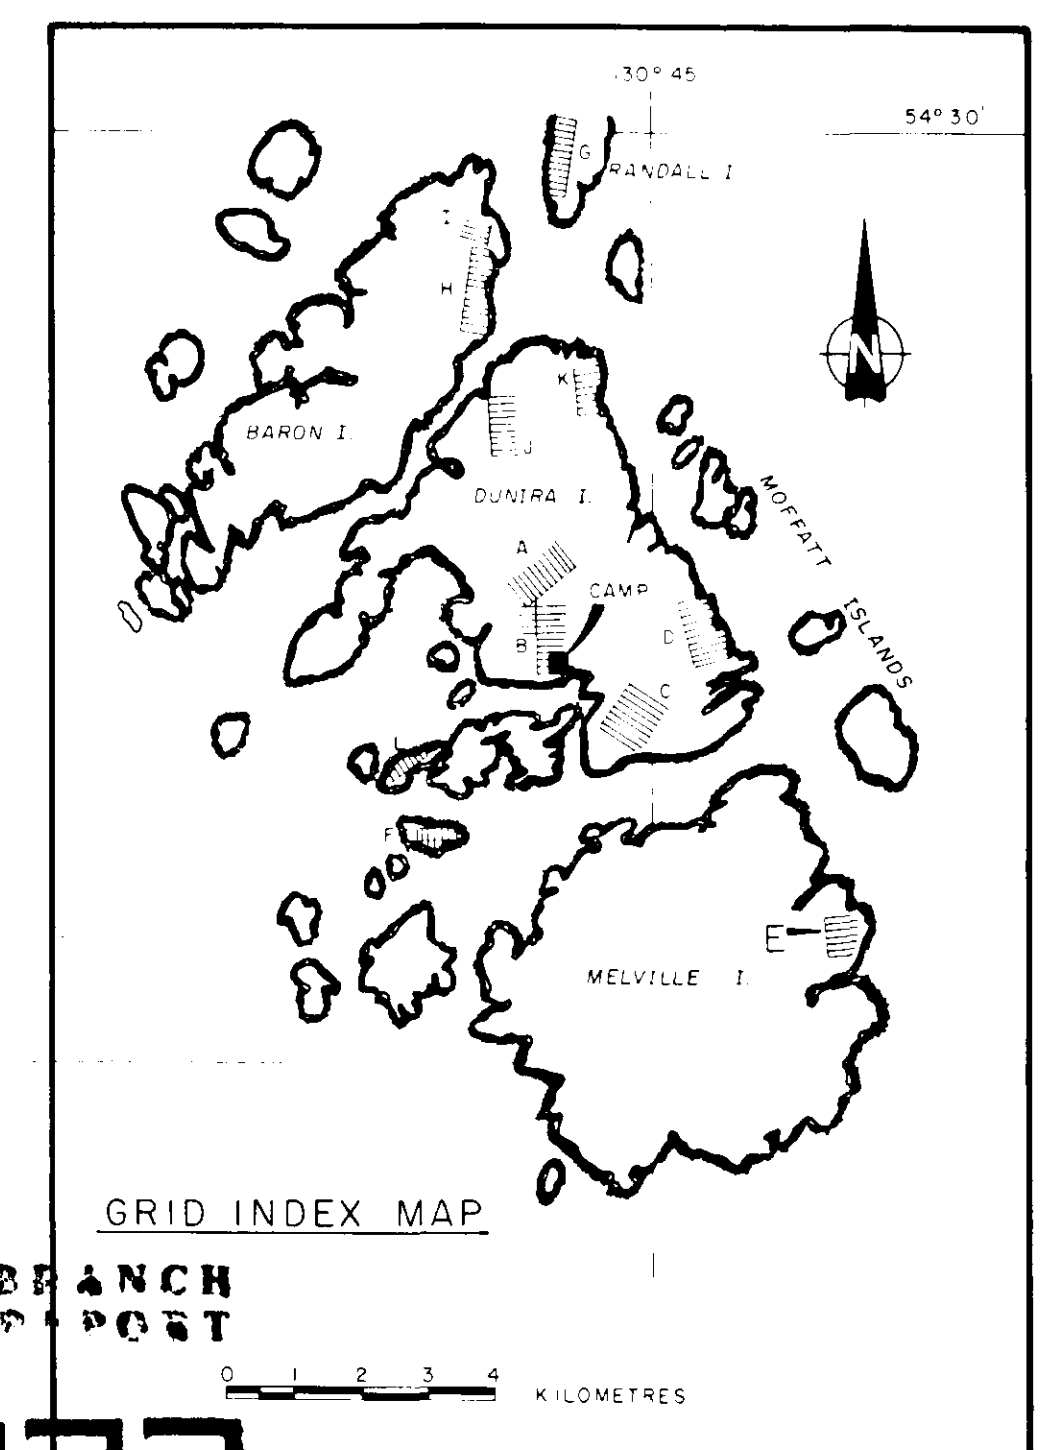 30° 45
54° 30'
G
RANDALL I
I
H
N
K
BARON I.
J
DUNIRA I.
MOFFATT ISLANDS
A
CAMP
B
D
C
L
F
E
MELVILLE I.
GRID INDEX MAP
BRANCH
0 1 2 3 4
KILOMETRES